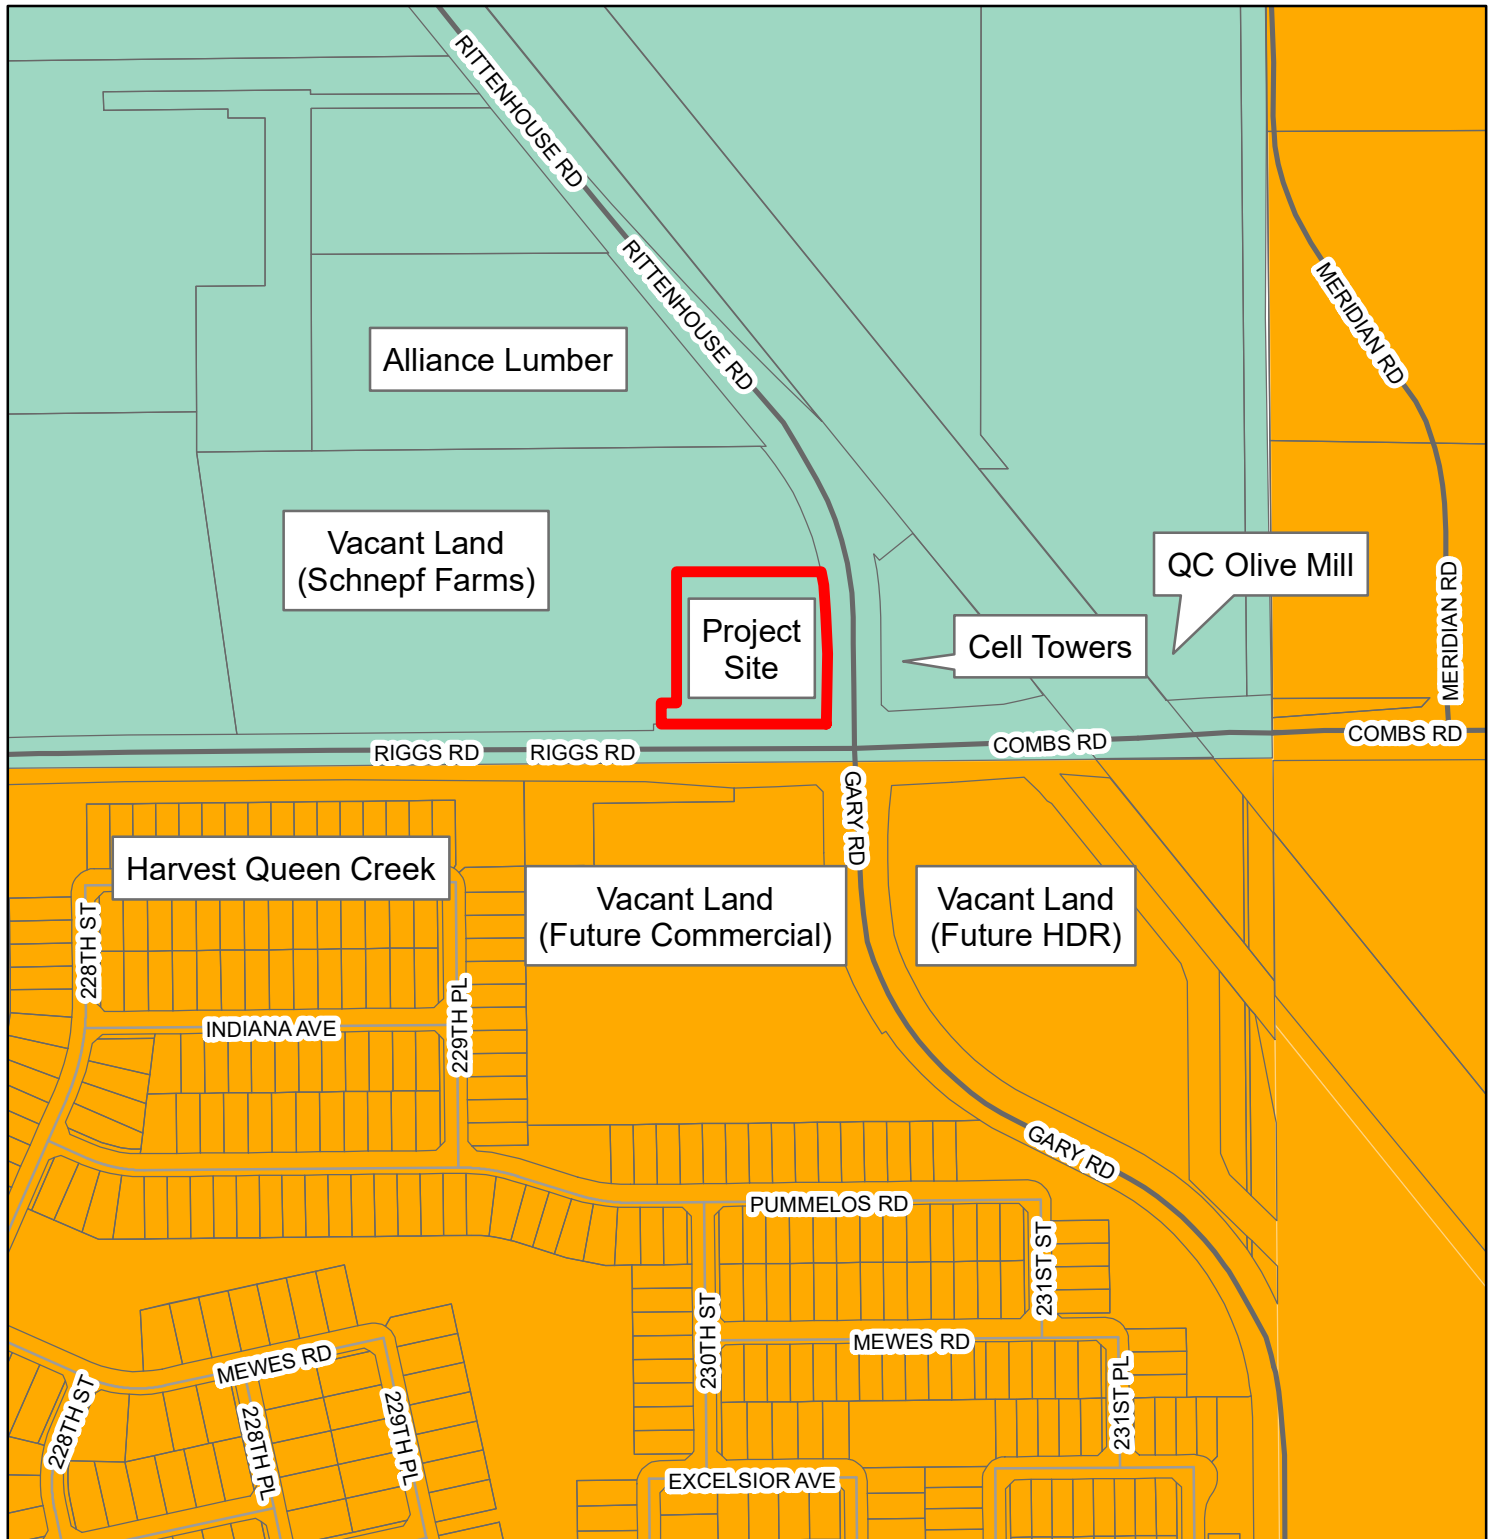 RITTENHOUSE RD
RITTENHOUSE RD
MERIDIAN RD
Alliance Lumber
Vacant Land
(Schnepf Farms)
QC Olive Mill
MERIDIAN RD
Project
Site
Cell Towers
RIGGS RD
RIGGS RD
COMBS RD
COMBS RD
GARY RD
Harvest Queen Creek
Vacant Land
(Future Commercial)
Vacant Land
(Future HDR)
228TH ST
INDIANA AVE
229TH PL
GARY RD
PUMMELOS RD
231ST ST
230TH ST
MEWES RD
MEWES RD
228TH ST
228TH PL
229TH PL
231ST PL
EXCELSIOR AVE